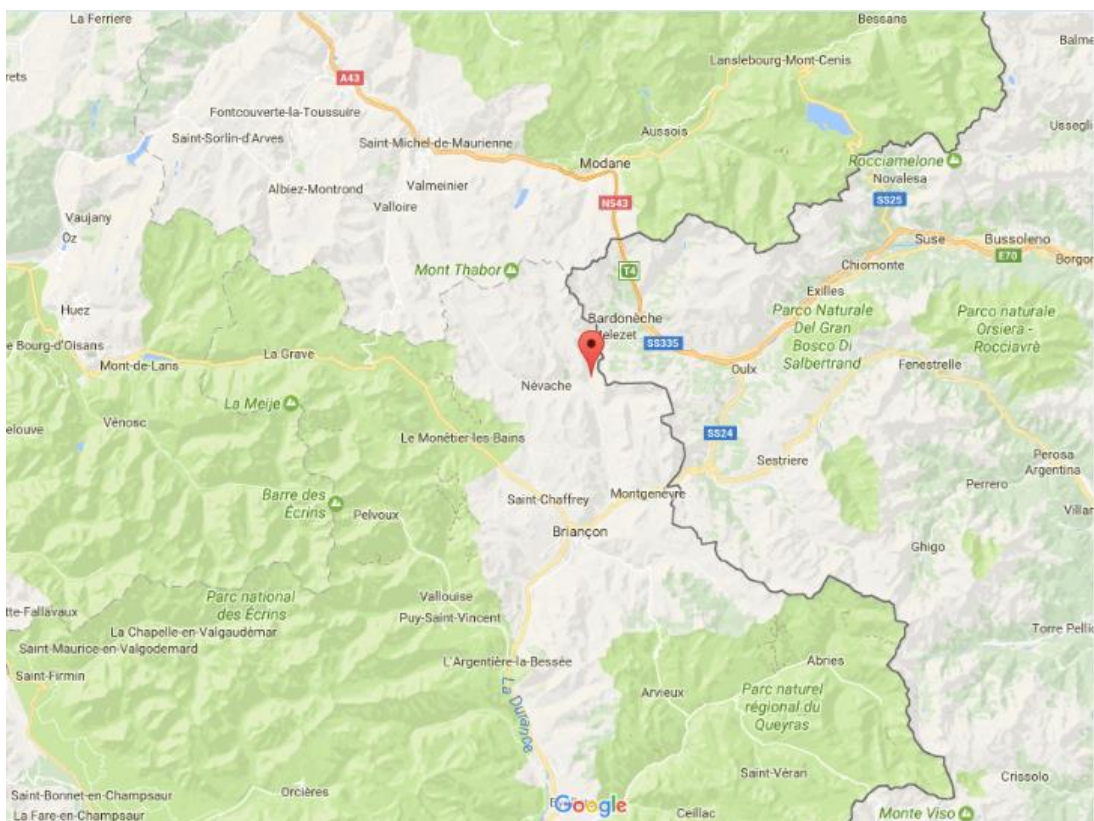 La Ferriere
Bessans
Balme
Lanslebourg-Mont-Cenis
rets
A43
Fontcouverte-la-Toussuire
Saint-Sorlin-d'Arves
Saint-Michel-de-Maurienne
Aussois
Usseglio
Modane
Rocciamelone
Novalesa
Albiez-Montrond
Valmeinier
Valloire
N543
SS25
Vaujany
Oz
Suse
Bussoleno
E70
Borgon
Chiomonte
Mont Thabor
T4
Exilles
Huez
Bardonèche
Melezet
Parco Naturale
Del Gran
Bosco Di
Salbertrand
Parco naturale
Orsiera -
Rocciavrè
e Bourg-d'Oisans
Mont-de-Lans
La Grave
SS335
Oulx
Fenestrelle
Névache
La Meije
Vénosc
elouve
Le Monêtier-les-Bains
SS24
Sestriere
Perosa
Argentina
Perrero
Barre des
Écrins
Saint-Chaffrey
Montgenèvre
Pelvoux
Villar
Briançon
Ghigo
Parc national
des Écrins
Vallouise
Puy-Saint-Vincent
tte-Fallavaux
La Chapelle-en-Valgaudémar
Saint-Maurice-en-Valgodemard
Torre Pellic
Saint-Firmin
L'Argentière-la-Bessée
Abriès
Arvieux
Parc naturel
régional du
Queyras
La Durance
Saint-Véran
Crissolo
Saint-Bonnet-en-Champsaur
Orcières
Google
La Fare-en-Champsaur
Ceillac
Monte Viso